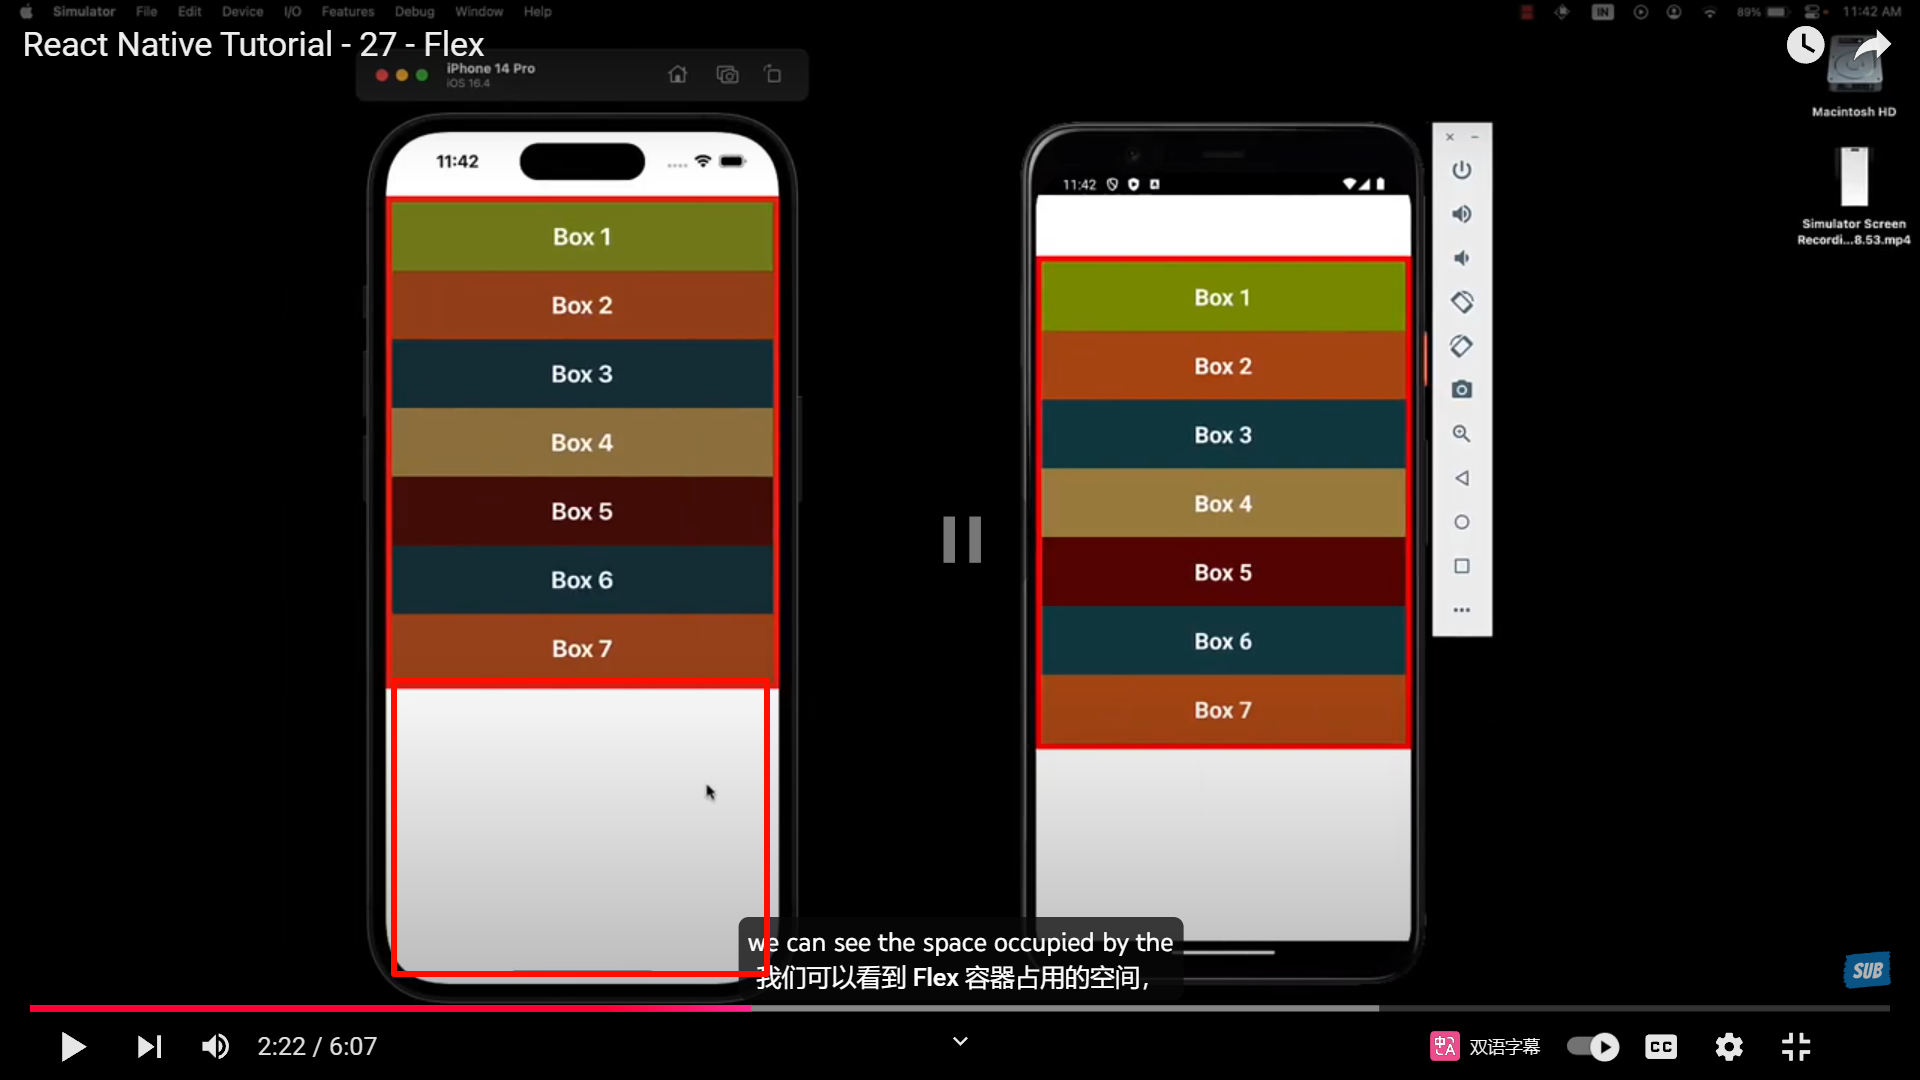 Simulator File Edit Device I/O Features Debug Window Help
IN 89% 11:42 AM
React Native Tutorial - 27 - Flex
iPhone 14 Pro
iOS 16.4
Macintosh HD
Simulator Screen
Recordi...8.53.mp4
11:42
Box 1
Box 2
Box 3
Box 4
Box 5
Box 6
Box 7
11:42
Box 1
Box 2
Box 3
Box 4
Box 5
Box 6
Box 7
we can see the space occupied by the
我们可以看到 Flex 容器占用的空间，
SUB
2:22 / 6:07
中 A 双语字幕
CC